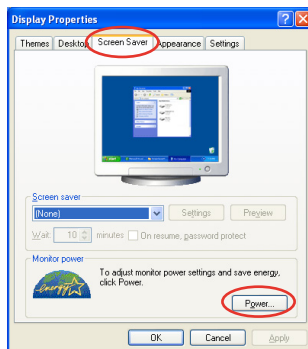 Display Properties
Themes Desktop Screen Saver Appearance Settings
Screen saver
(None) Settings Preview
Wait: 10 minutes On resume, password protect
Monitor power
To adjust monitor power settings and save energy,
click Power.
energy
Power...
OK Cancel Apply